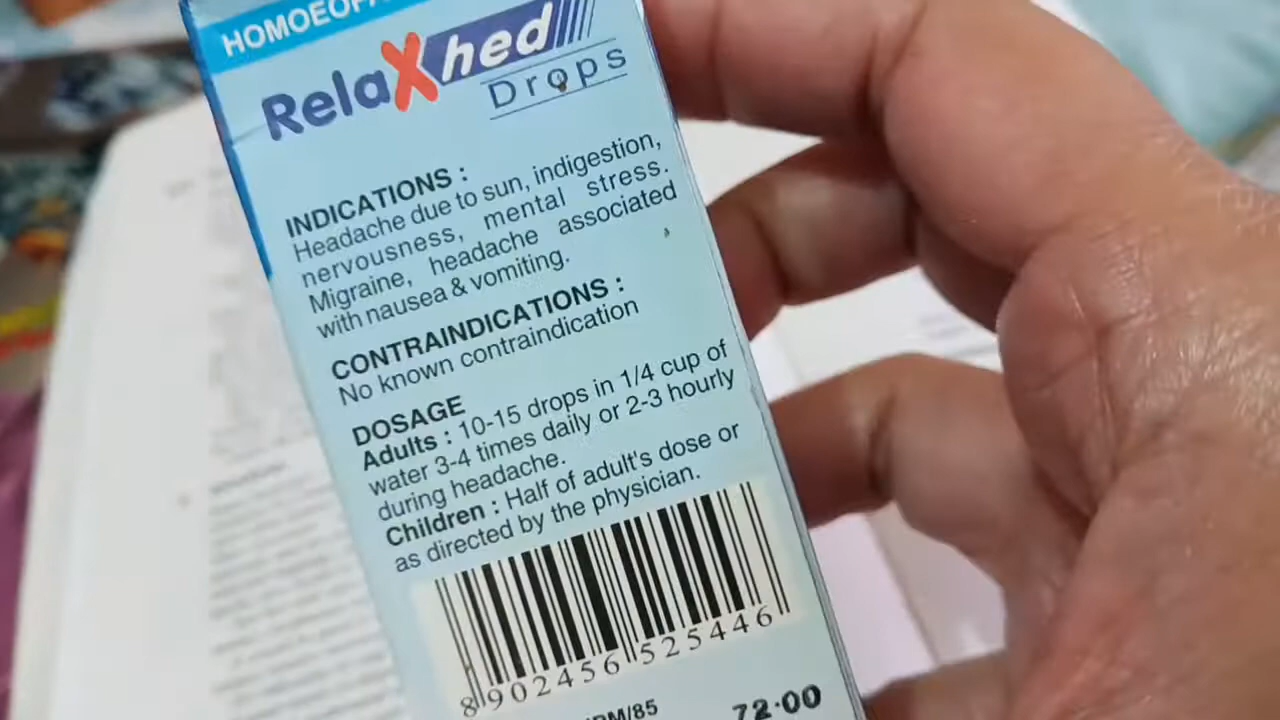 RelaXhed
Drops
INDICATIONS :
Headache due to sun, indigestion,
nervousness, mental stress.
Migraine, headache associated
with nausea & vomiting.
CONTRAINDICATIONS :
No known contraindication
DOSAGE
Adults : 10-15 drops in 1/4 cup of
water 3-4 times daily or 2-3 hourly
during headache.
Children : Half of adult's dose or
as directed by the physician.
8902456525446
72.00